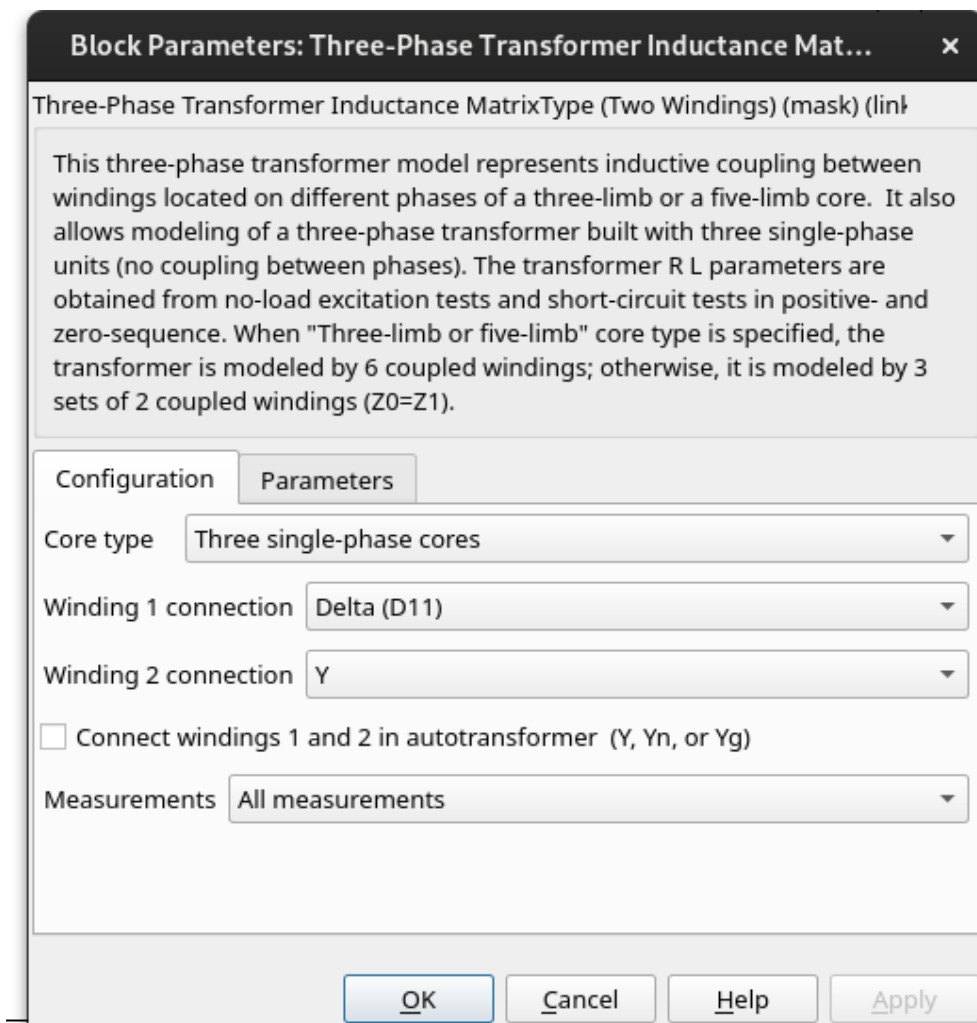 Block Parameters: Three-Phase Transformer Inductance Mat...
Three-Phase Transformer Inductance MatrixType (Two Windings) (mask) (link
This three-phase transformer model represents inductive coupling between
windings located on different phases of a three-limb or a five-limb core.  It also
allows modeling of a three-phase transformer built with three single-phase
units (no coupling between phases). The transformer R L parameters are
obtained from no-load excitation tests and short-circuit tests in positive- and
zero-sequence. When "Three-limb or five-limb" core type is specified, the
transformer is modeled by 6 coupled windings; otherwise, it is modeled by 3
sets of 2 coupled windings (Z0=Z1).
Configuration Parameters
Core type Three single-phase cores
Winding 1 connection Delta (D11)
Winding 2 connection Y
Connect windings 1 and 2 in autotransformer  (Y, Yn, or Yg)
Measurements All measurements
OK Cancel Help Apply